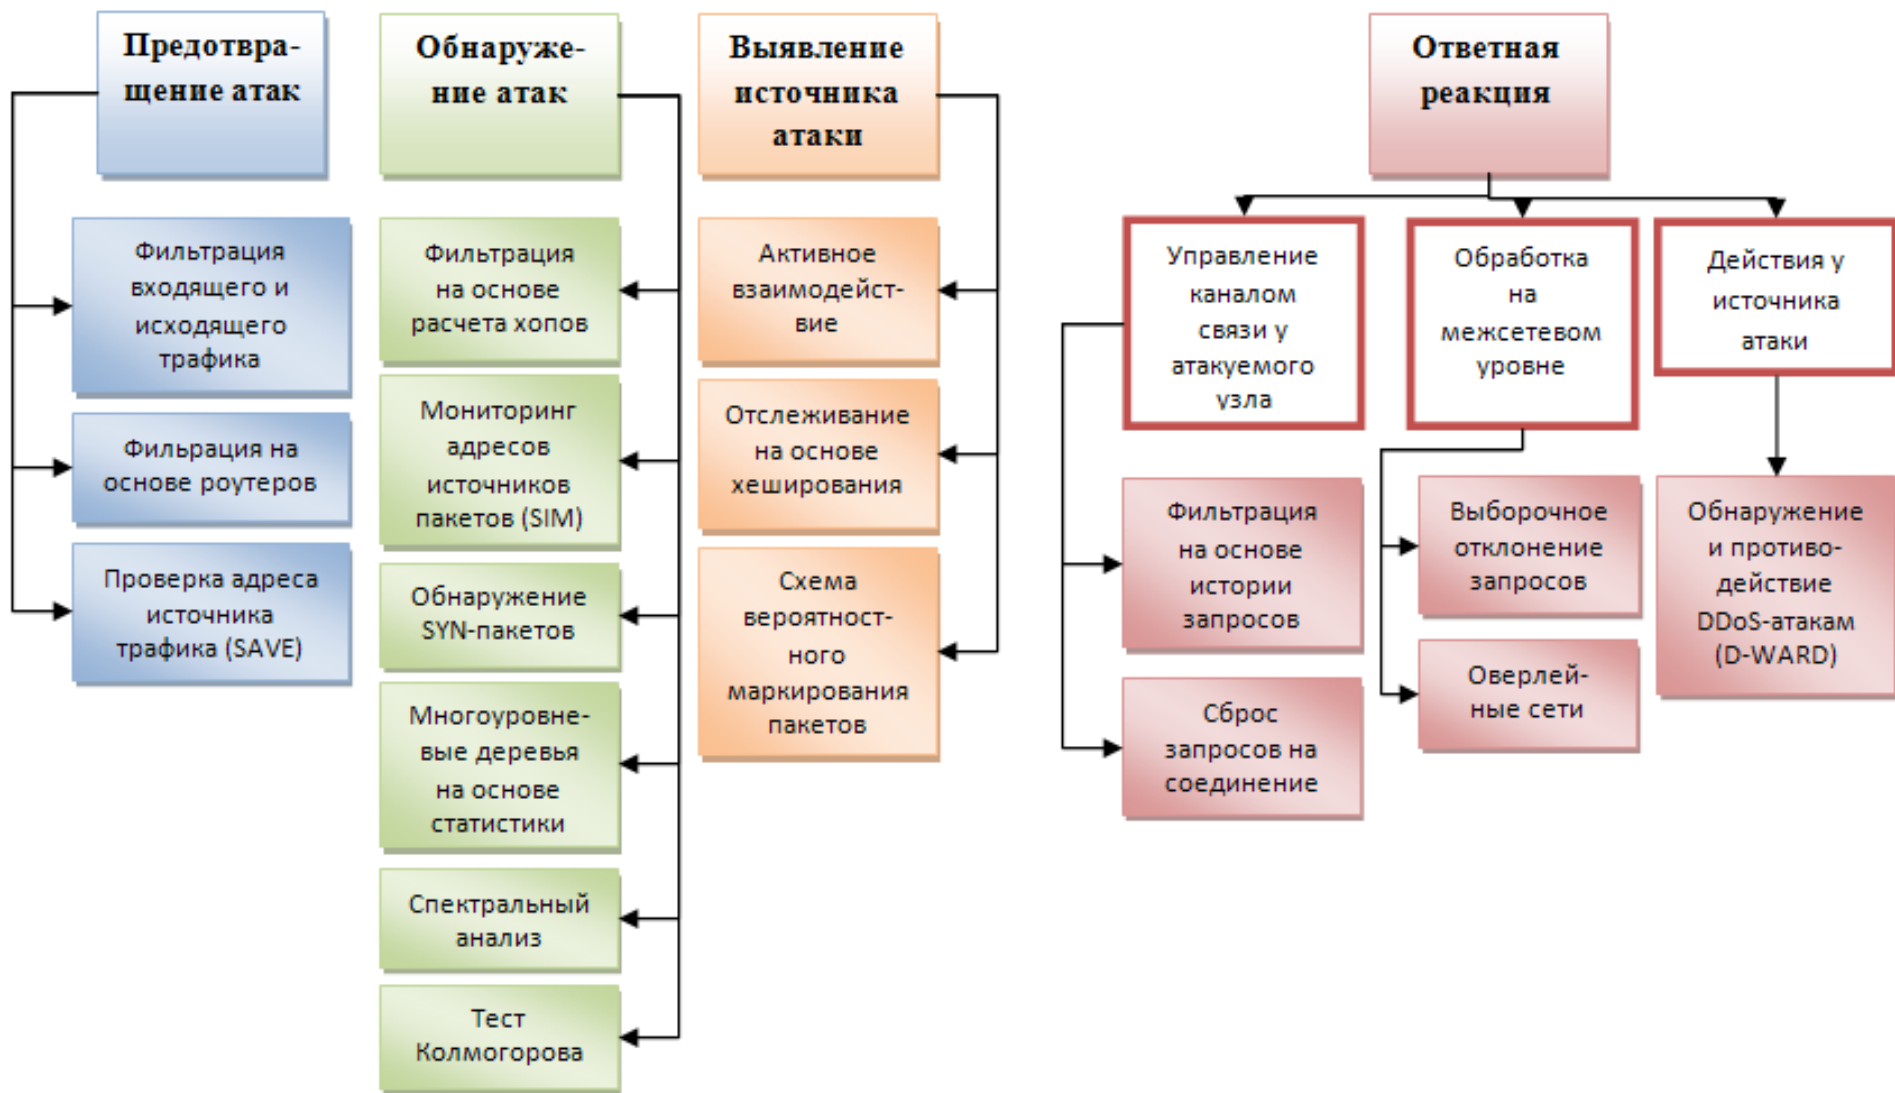 Предотвра-
щение атак
Фильтрация
входящего и
исходящего
трафика
Фильрация на
основе роутеров
Проверка адреса
источника
трафика (SAVE)
Обнаруже-
ние атак
Фильтрация
на основе
расчета хопов
Мониторинг
адресов
источников
пакетов (SIM)
Обнаружение
SYN-пакетов
Многоуровне-
вые деревья
на основе
статистики
Спектральный
анализ
Тест
Колмогорова
Выявление
источника
атаки
Активное
взаимодейст-
вие
Отслеживание
на основе
хеширования
Схема
вероятност-
ного
маркирования
пакетов
Ответная
реакция
Управление
каналом
связи у
атакуемого
узла
Фильтрация
на основе
истории
запросов
Сброс
запросов на
соединение
Обработка
на
межсетевом
уровне
Выборочное
отклонение
запросов
Оверлей-
ные сети
Действия у
источника
атаки
Обнаружение
и противо-
действие
DDoS-атакам
(D-WARD)